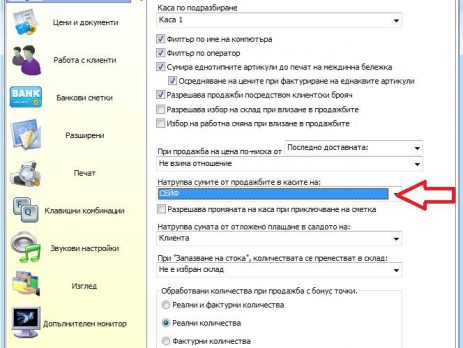 Цени и документи
Работа с клиенти
BANK
Банкови сметки
Разширени
Печат
Клавишни комбинации
Звукови настройки
Изглед
Допълнителен монитор
Каса по подразбиране
Каса 1
Филтър по име на компютъра
Филтър по оператор
Сумира еднотипните артикули до печат на междинна бележка
Осредняване на цените при фактуриране на еднаквите артикули
Разрешава продажби посредством клиентски брояч
Разрешава избор на склад при влизане в продажбите
Избор на работна смяна при влизане в продажбите
При продажба на цена по-ниска от Последно доставната:
Не взима отношение
Натрупва сумите от продажбите в касите на:
СЕЙФ
Разрешава промяната на каса при приключване на сметка
Натрупва сумата от отложено плащане в салдото на:
Клиента
При "Запазване на стока", количествата се преместват в склад:
Не е избран склад
Обработвани количества при продажба с бонус точки.
Реални и фактурни количества
Реални количества
Фактурни количества